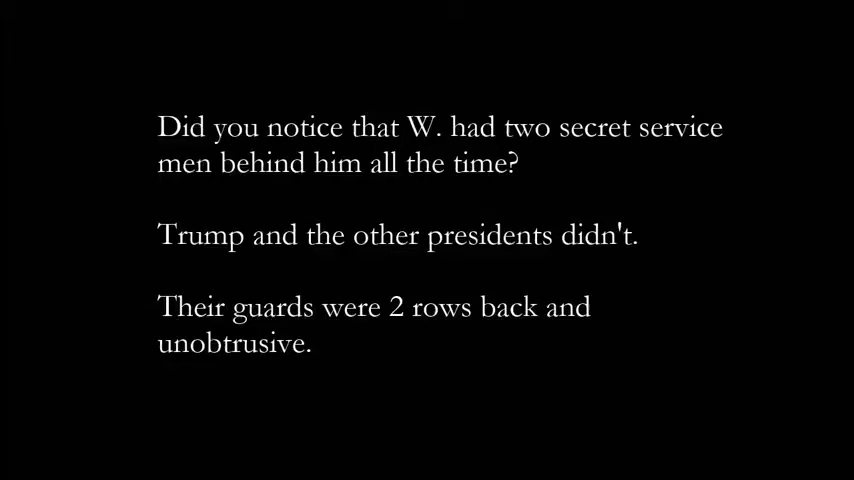 Did you notice that W. had two secret service
men behind him all the time?
Trump and the other presidents didn't.
Their guards were 2 rows back and
unobtrusive.